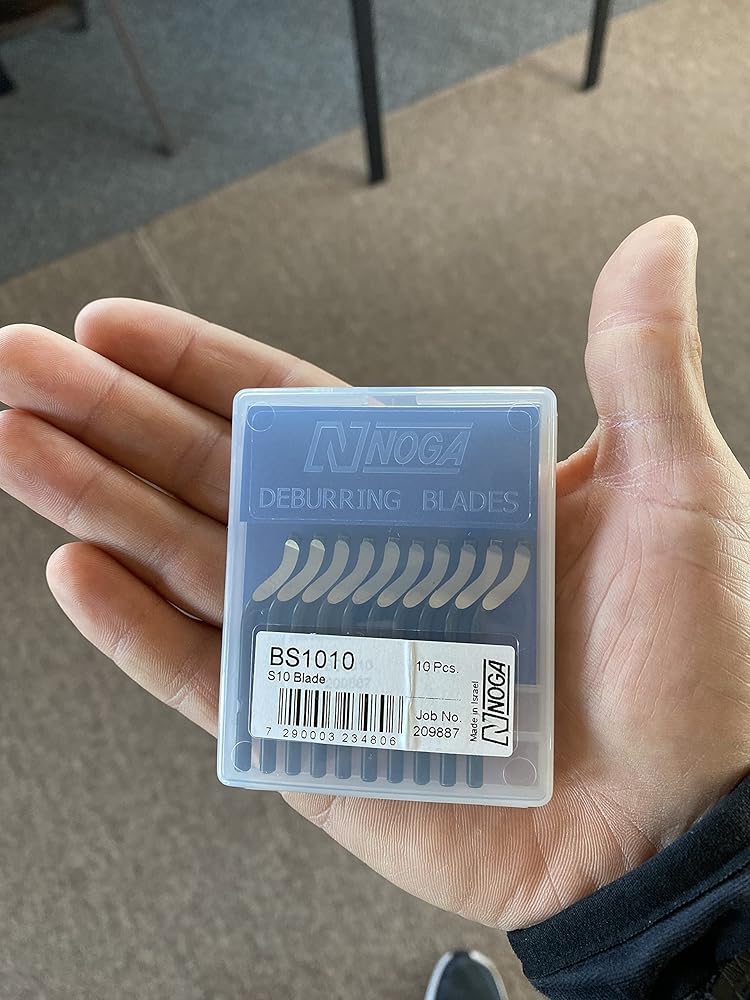 NOGA
DEBURRING BLADES
BS1010
10 Pcs.
S10 Blade
Job No.
209887
7 290003 234806
Made in Israel
NOGA